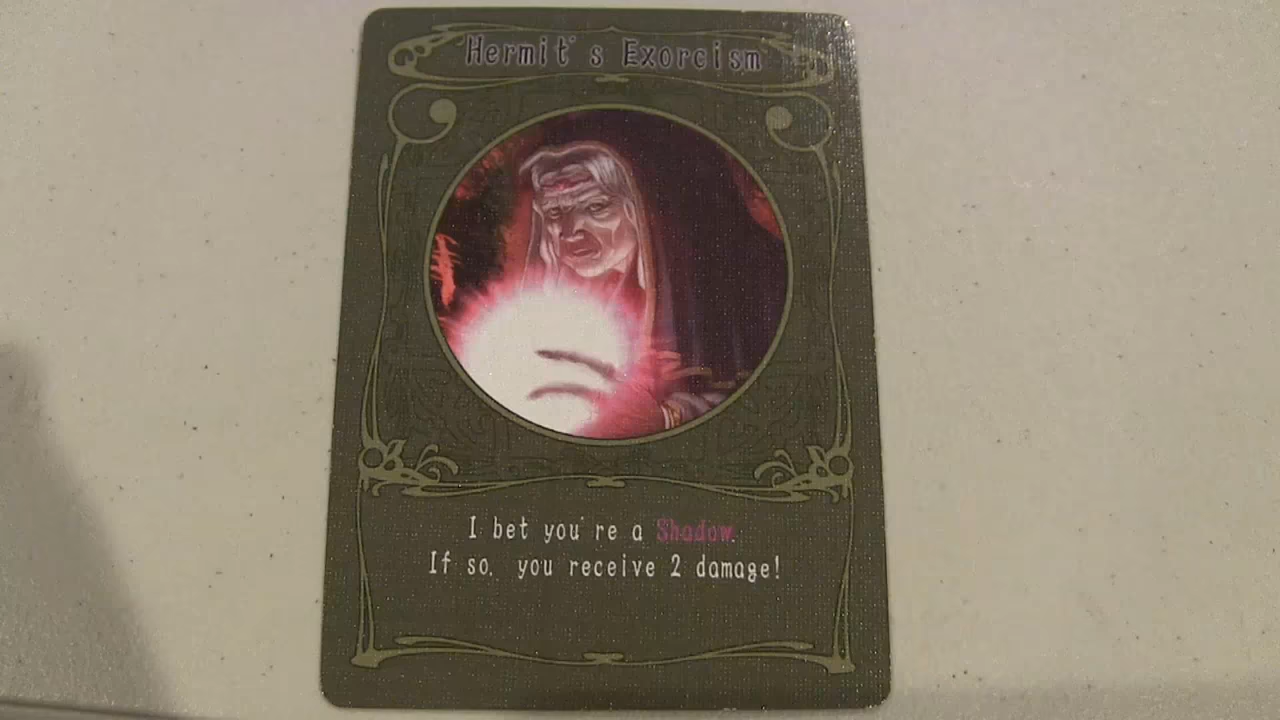 Hermit's Exorcism
I bet you're a Shadow.
If so, you receive 2 damage!